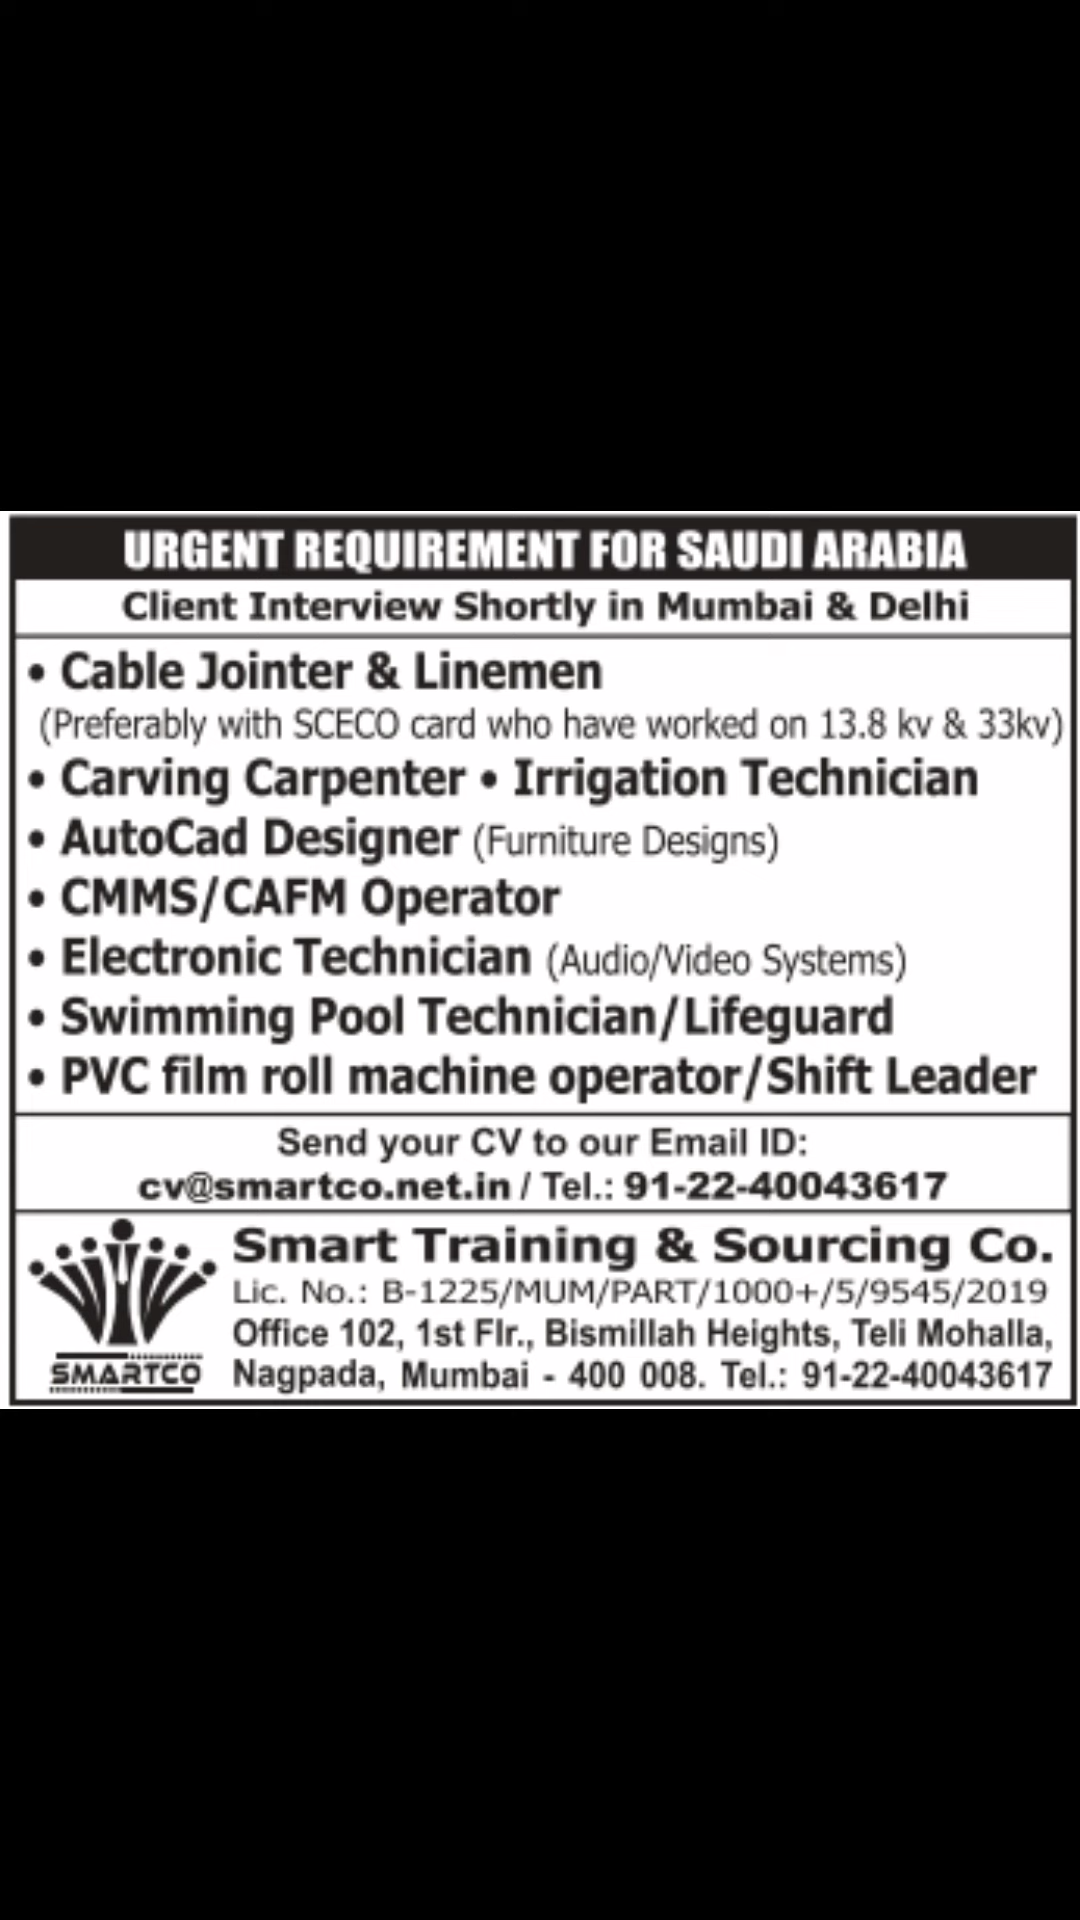 URGENT REQUIREMENT FOR SAUDI ARABIA
Client Interview Shortly in Mumbai & Delhi
• Cable Jointer & Linemen
(Preferably with SCECO card who have worked on 13.8 kv & 33kv)
• Carving Carpenter • Irrigation Technician
• AutoCad Designer (Furniture Designs)
• CMMS/CAFM Operator
• Electronic Technician (Audio/Video Systems)
• Swimming Pool Technician/Lifeguard
• PVC film roll machine operator/Shift Leader
Send your CV to our Email ID:
cv@smartco.net.in / Tel.: 91-22-40043617
Smart Training & Sourcing Co.
Lic. No.: B-1225/MUM/PART/1000+/5/9545/2019
Office 102, 1st Flr., Bismillah Heights, Teli Mohalla,
Nagpada, Mumbai - 400 008. Tel.: 91-22-40043617
SMARTCO